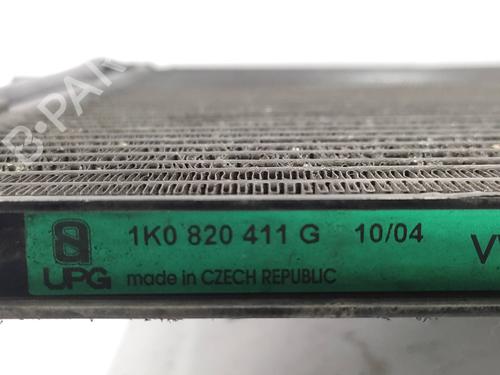 B-PAR
1K0 820 411 G 10/04
UPG made in CZECH REPUBLIC